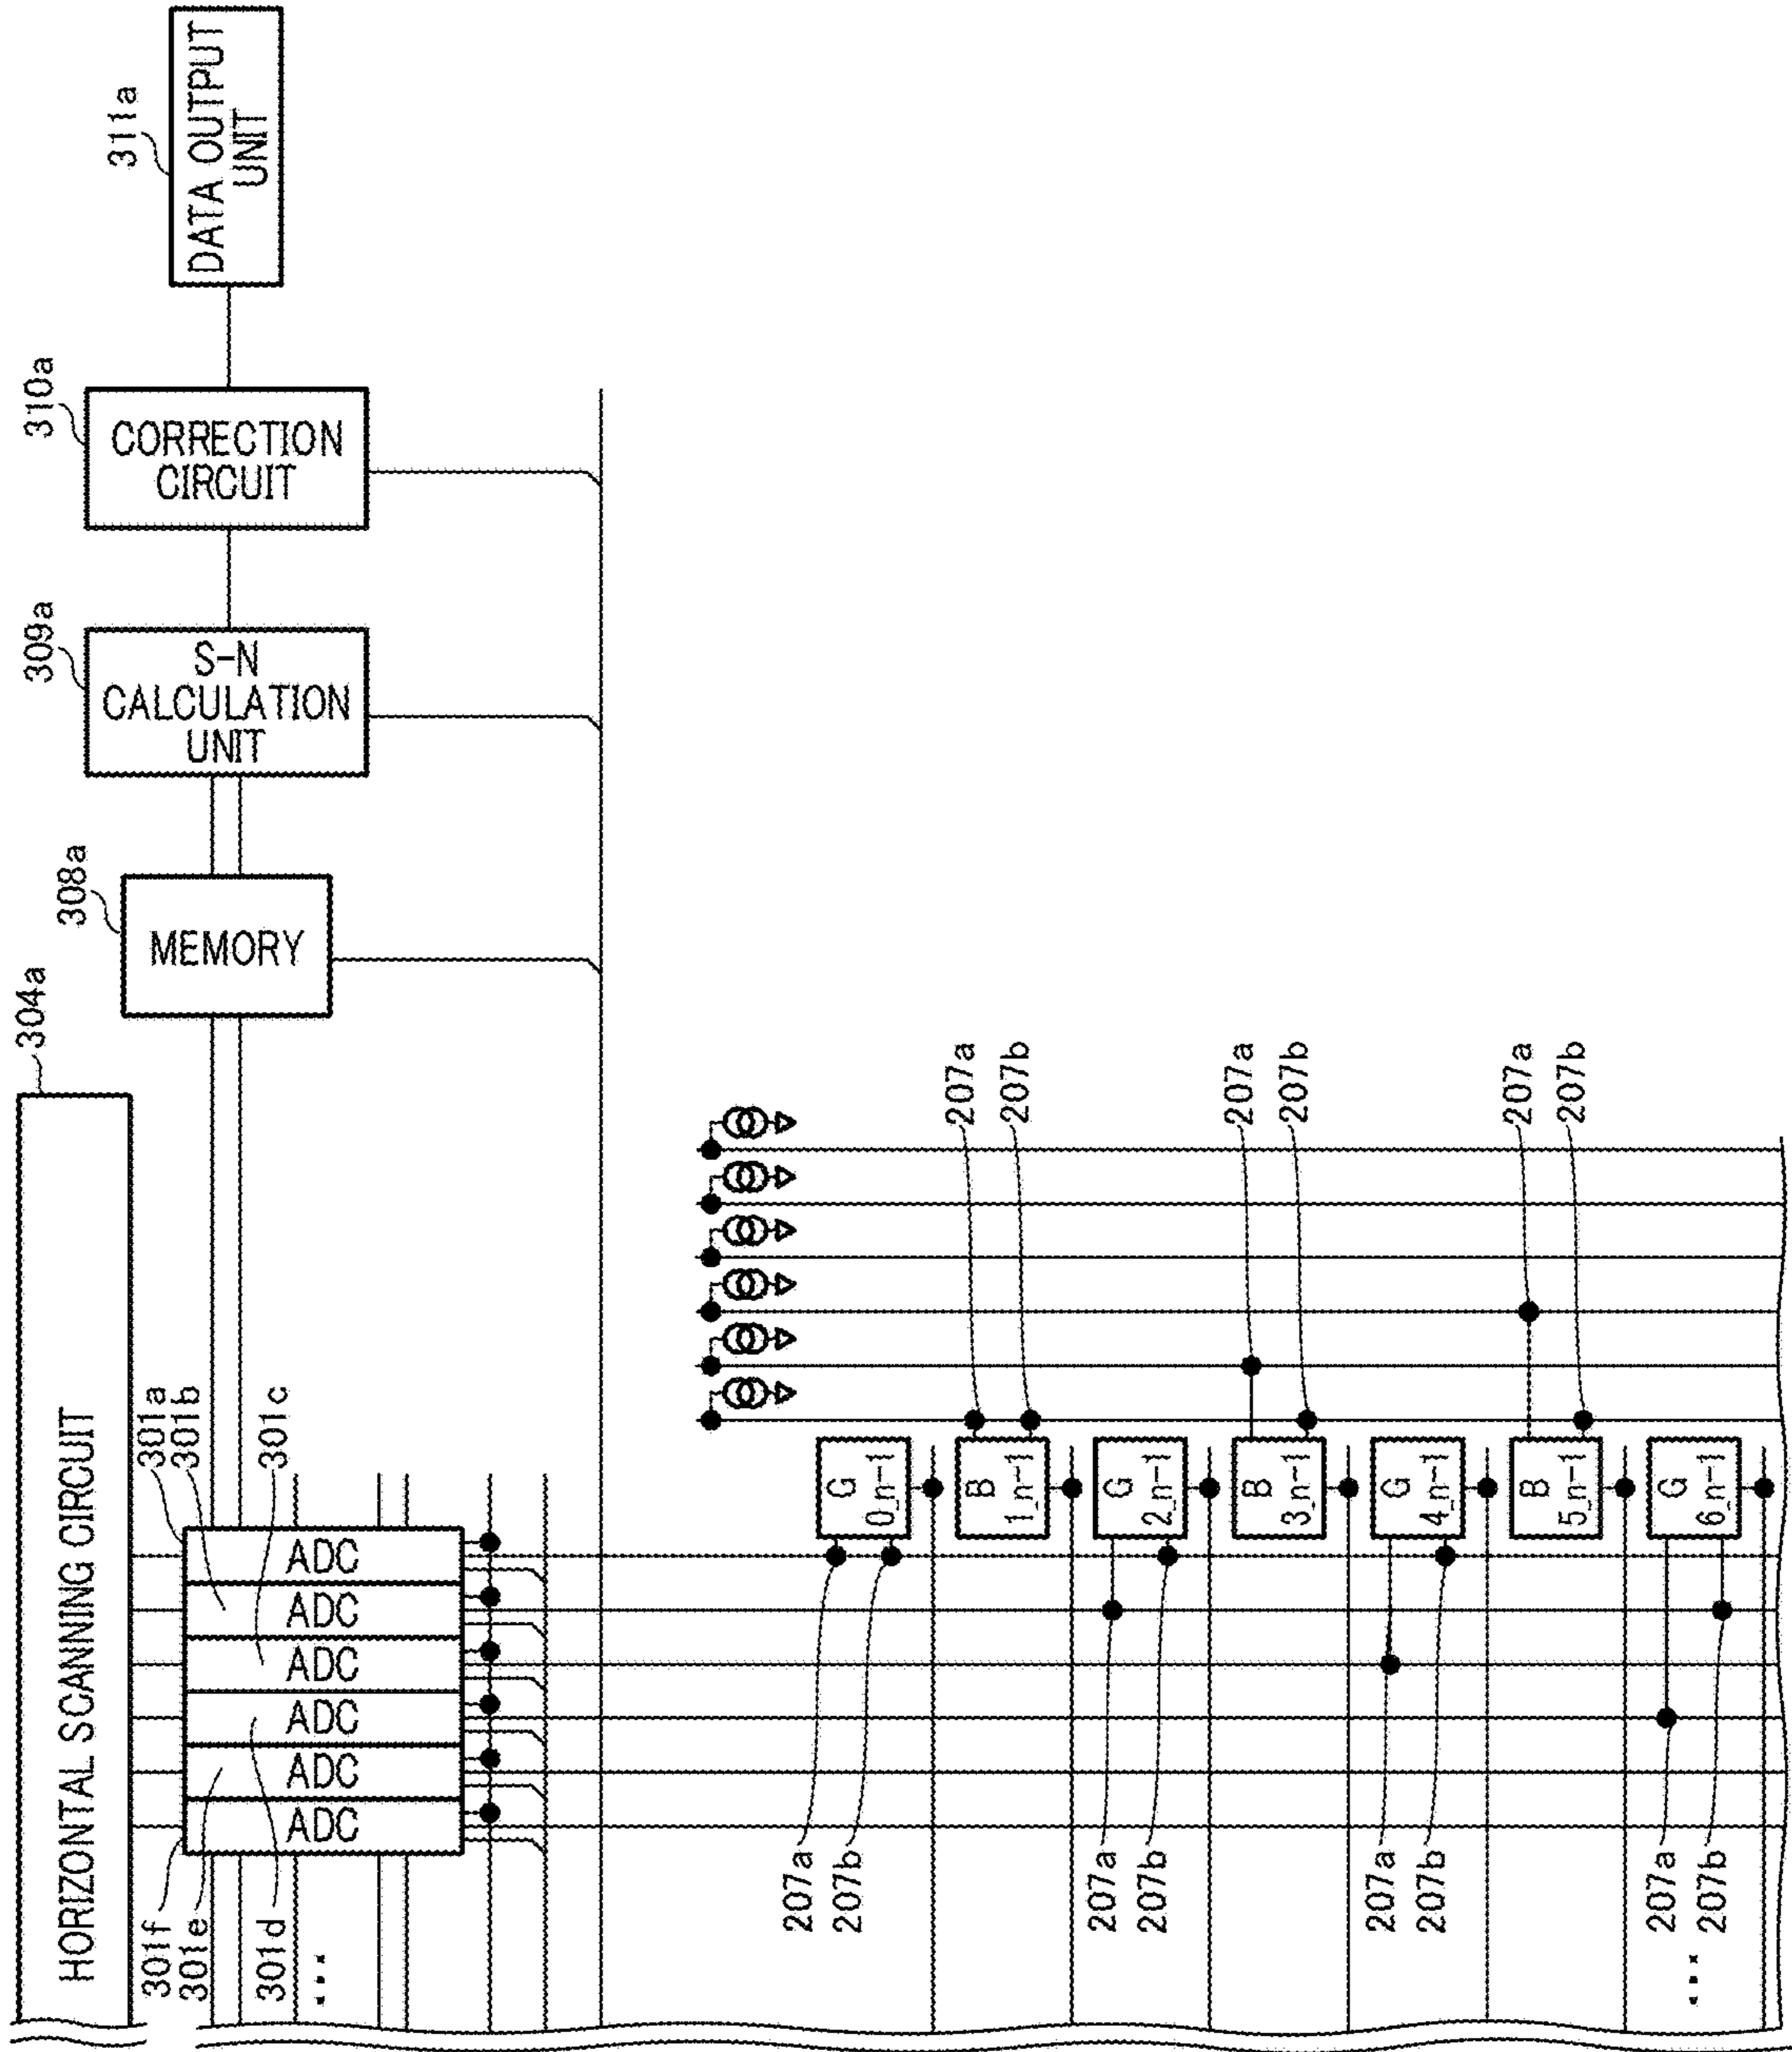 HORIZONTAL SCANNING CIRCUIT
304a
308a
MEMORY
309a
S-N
CALCULATION
UNIT
310a
CORRECTION
CIRCUIT
311a
DATA OUTPUT
UNIT
301f
301e
301d
...
301a
301b
301c
ADC
ADC
ADC
ADC
ADC
ADC
207a
207b
G
0_n-1
207a
207b
B
1_n-1
207a
207b
G
2_n-1
207a
207b
B
3_n-1
207a
207b
G
4_n-1
207a
207b
B
5_n-1
207a
207b
G
6_n-1
...